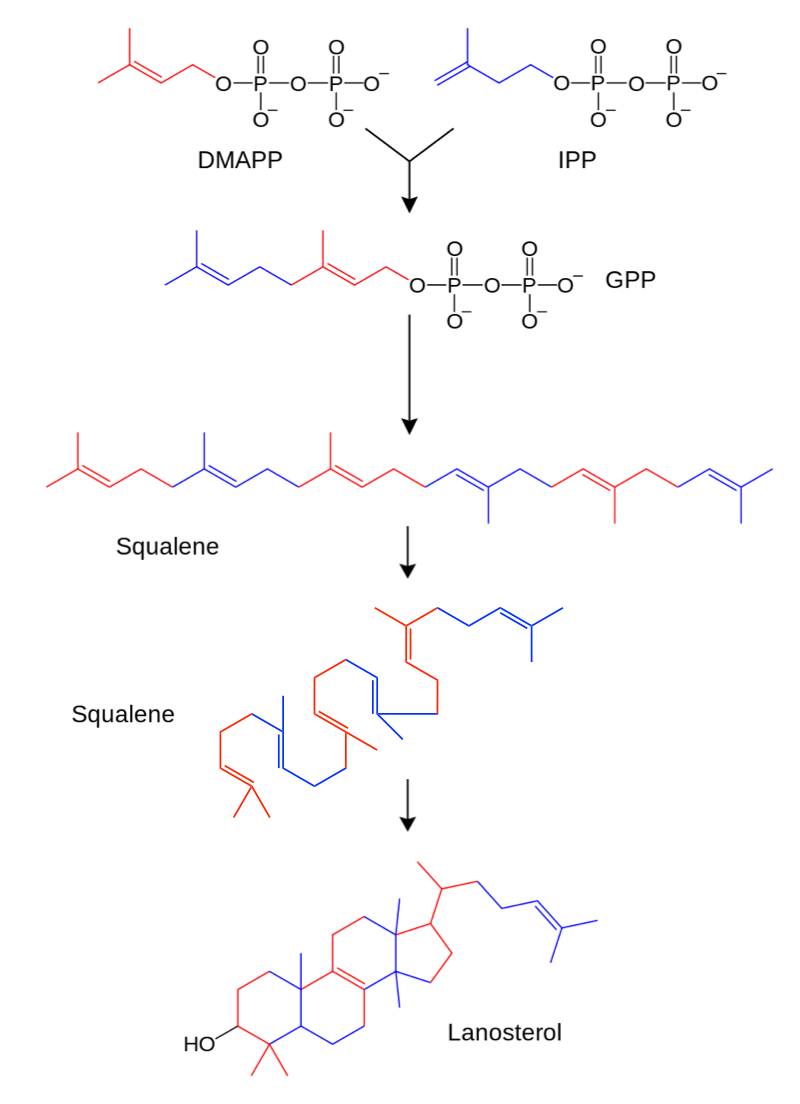 O O O O
O P O P O⁻ O P O P O⁻
O⁻ O⁻ O⁻ O⁻
DMAPP IPP
O O
O P O P O⁻ GPP
O⁻ O⁻
Squalene
Squalene
HO
Lanosterol